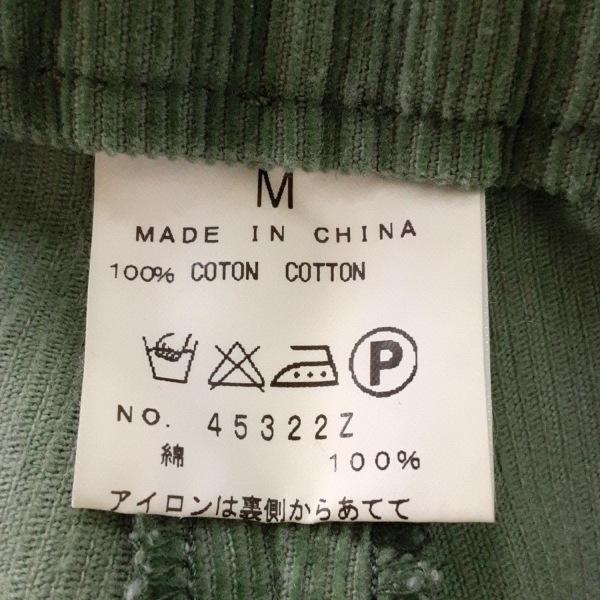 M
MADE IN CHINA
100% COTON COTTON
P
NO. 45322Z
綿 100%
アイロンは裏側からあてて